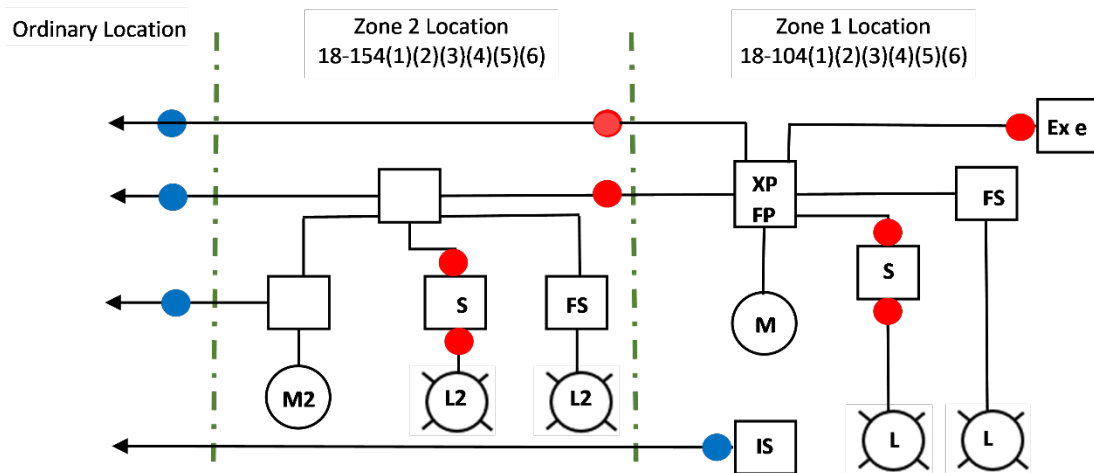 Ordinary Location
Zone 2 Location
18-154(1)(2)(3)(4)(5)(6)
Zone 1 Location
18-104(1)(2)(3)(4)(5)(6)
Ex e
XP
FP
FS
S
S
FS
M
M2
L2
L2
L
L
IS